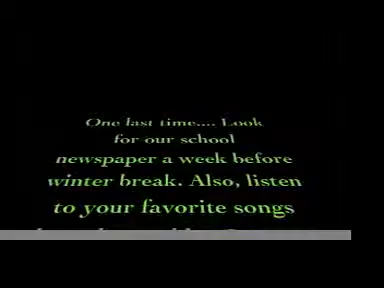 One last time.... Look
for our school
newspaper a week before
winter break. Also, listen
to your favorite songs